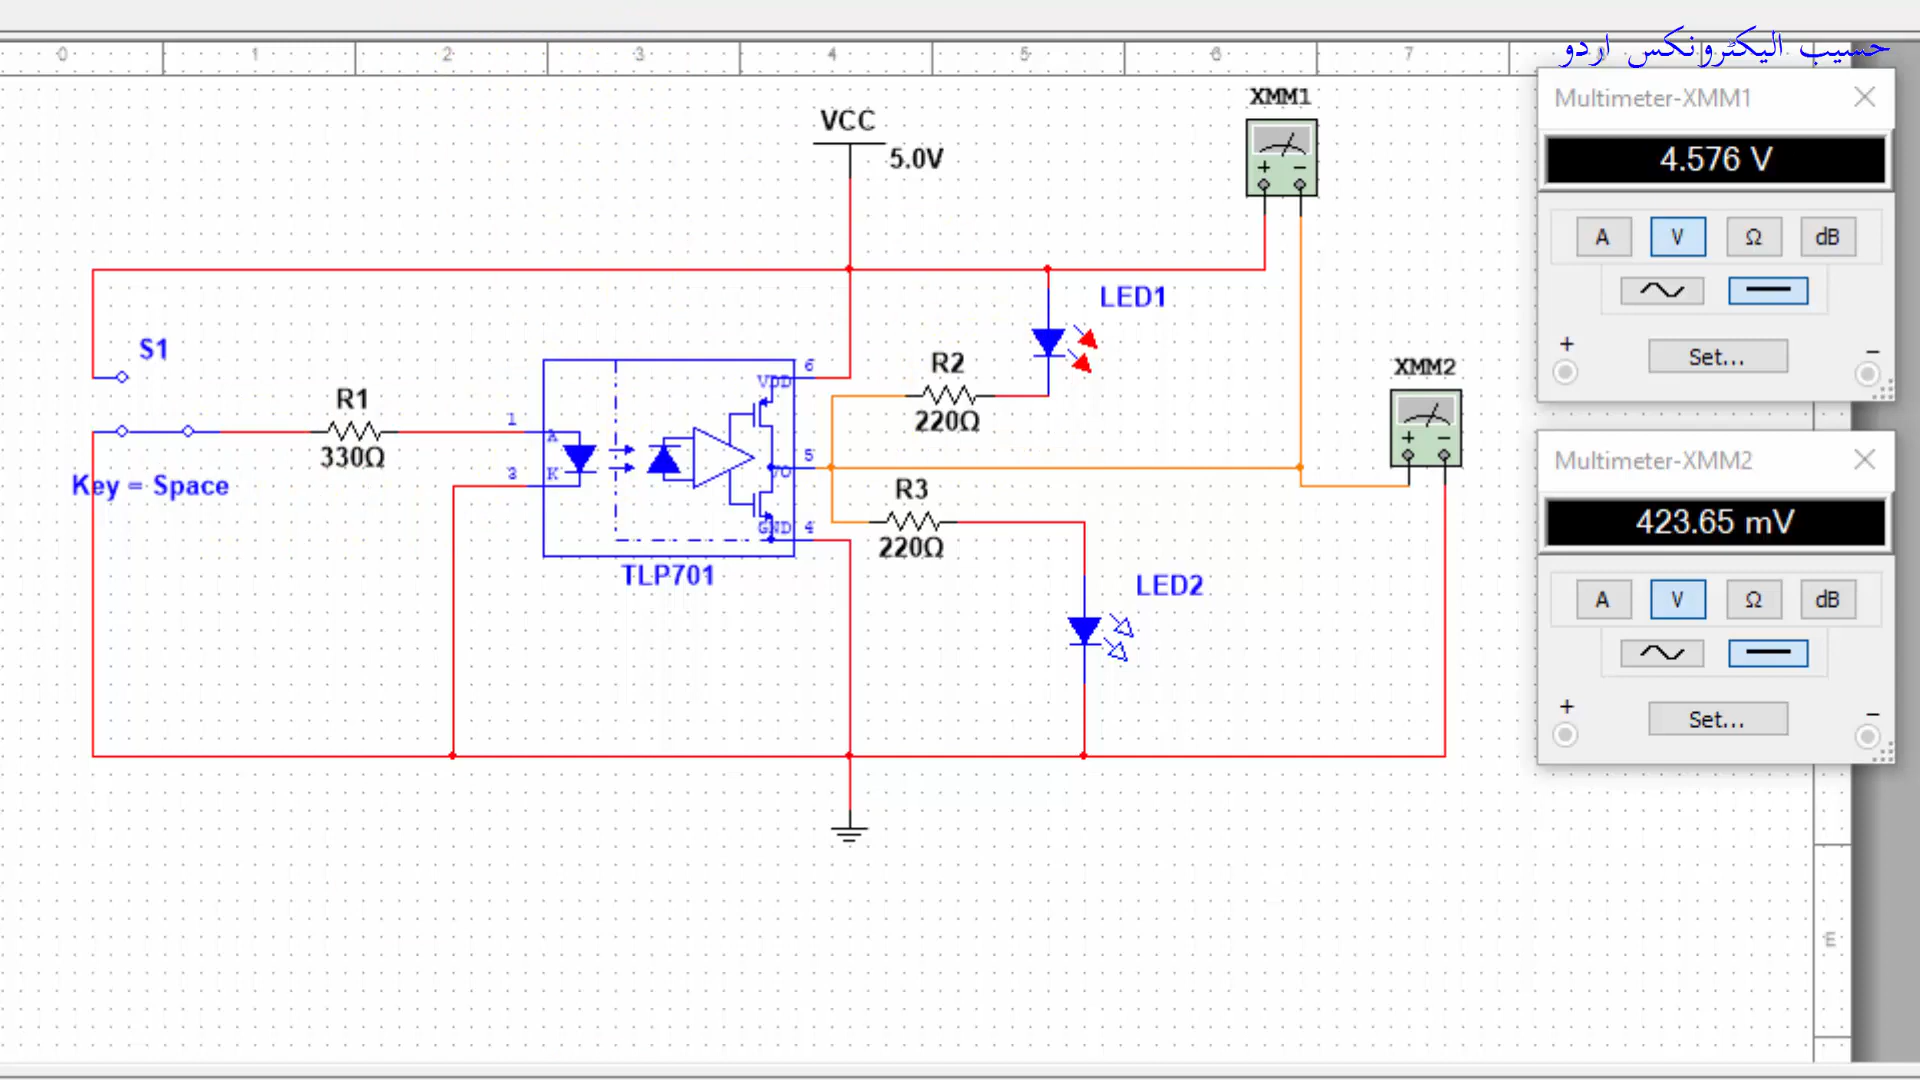 0 1 2 3 4 5 6 7
حسیب الیکٹرونکس اردو
XMM1
Multimeter-XMM1
VCC
5.0V
4.576 V
A V Ω dB
LED1
S1
+ –
Set...
R2
XMM2
6
VDD
R1
220Ω
1
A
330Ω
5
VO
Multimeter-XMM2
3
K
Key = Space
R3
423.65 mV
GND
4
220Ω
TLP701
LED2
A V Ω dB
+ –
Set...
E